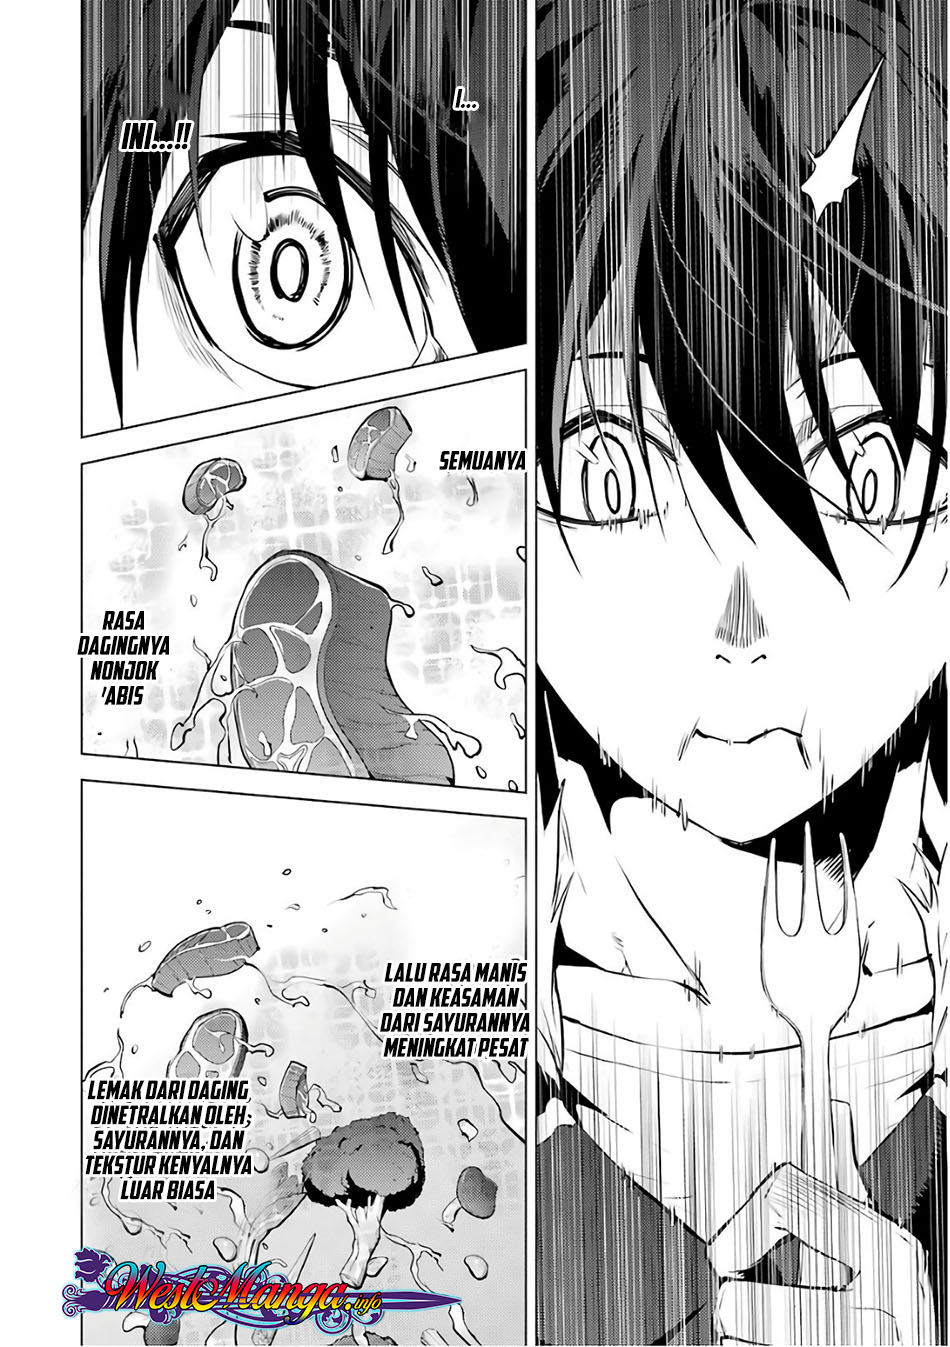 I...
INI...!!
SEMUANYA
RASA
DAGINGNYA
NONJOK
'ABIS
LALU RASA MANIS
DAN KEASAMAN
DARI SAYURANNYA
MENINGKAT PESAT
LEMAK DARI DAGING
DINETRALKAN OLEH
SAYURANNYA, DAN
TEKSTUR KENYALNYA
LUAR BIASA
WestManga.info